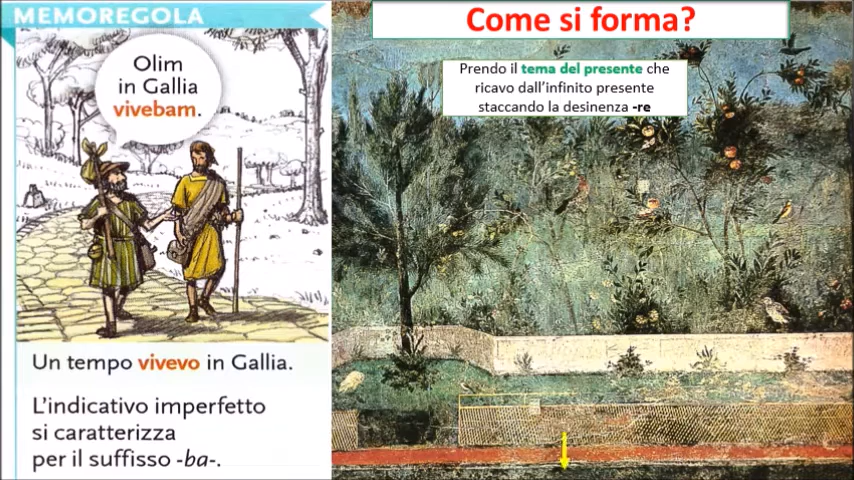 MEMOREGOLA
Olim
in Gallia
vivebam.
Un tempo vivevo in Gallia.
L'indicativo imperfetto
si caratterizza
per il suffisso -ba-.
Come si forma?
Prendo il tema del presente che
ricavo dall'infinito presente
staccando la desinenza -re